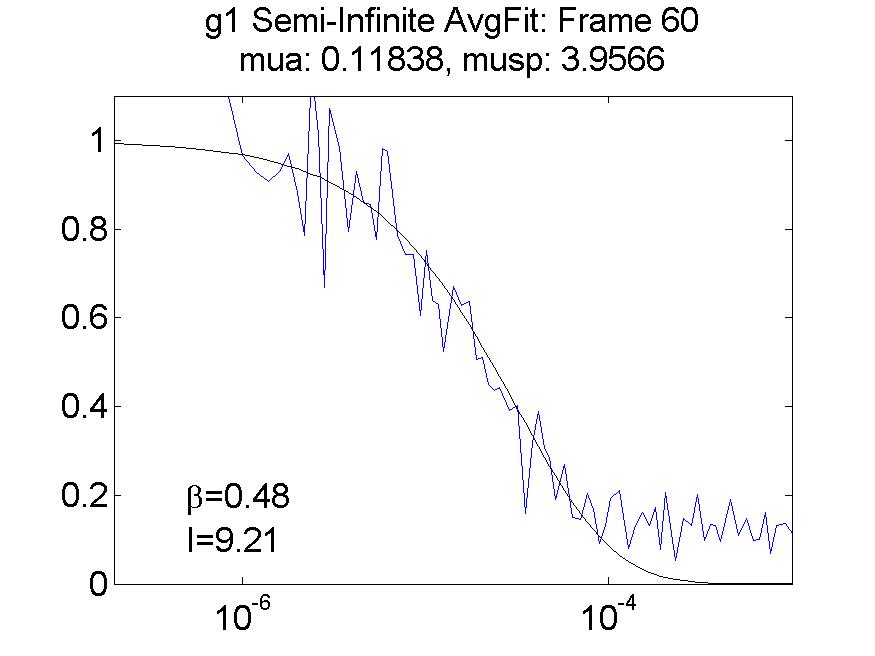 g1 Semi-Infinite AvgFit: Frame 60
mua: 0.11838, musp: 3.9566
1
0.8
0.6
0.4
0.2
0
β=0.48
I=9.21
10^-6
10^-4